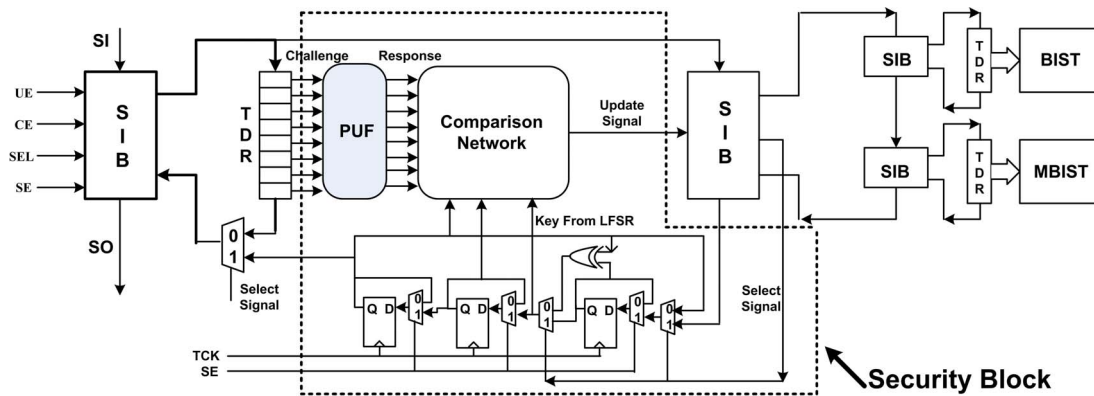 SI
UE
CE
SEL
SE
S
I
B
SO
0
1
Select
Signal
T
D
R
Challenge
PUF
Response
Comparison
Network
Update
Signal
S
I
B
SIB
T
D
R
BIST
SIB
T
D
R
MBIST
Key From LFSR
Q D
0
1
Q D
0
1
0
1
Q D
0
1
0
1
Select
Signal
TCK
SE
Security Block